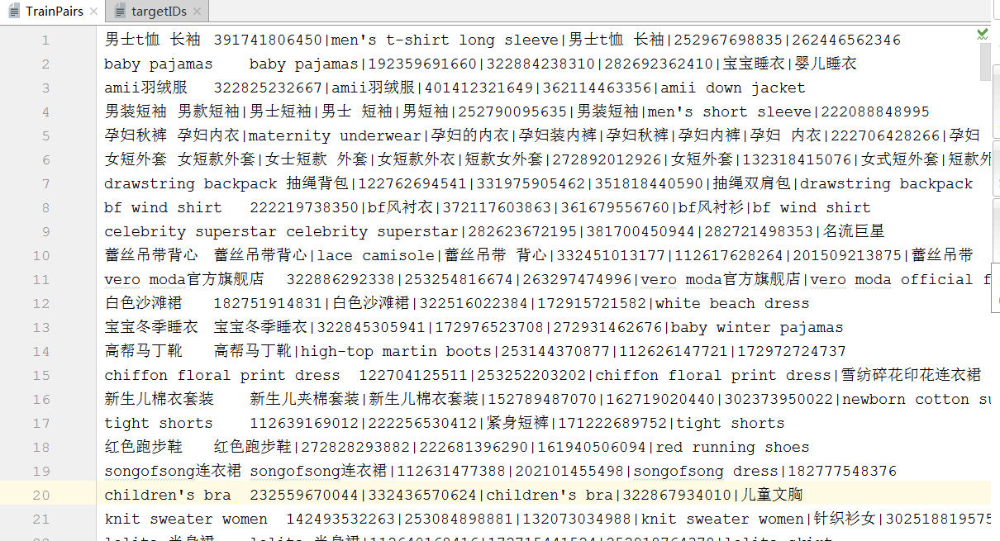 TrainPairs targetIDs
1 男士t恤 长袖 391741806450|men's t-shirt long sleeve|男士t恤 长袖|252967698835|262446562346
2 baby pajamas baby pajamas|192359691660|322884238310|282692362410|宝宝睡衣|婴儿睡衣
3 amii羽绒服 322825232667|amii羽绒服|401412321649|362114463356|amii down jacket
4 男装短袖 男款短袖|男士短袖|男士 短袖|男短袖|252790095635|男装短袖|men's short sleeve|222088848995
5 孕妇秋裤 孕妇内衣|maternity underwear|孕妇的内衣|孕妇装内裤|孕妇秋裤|孕妇内裤|孕妇 内衣|222706428266|孕妇
6 女短外套 女短款外套|女士短款 外套|女短款外衣|短款女外套|272892012926|女短外套|132318415076|女式短外套|短款外
7 drawstring backpack 抽绳背包|122762694541|331975905462|351818440590|抽绳双肩包|drawstring backpack
8 bf wind shirt 222219738350|bf风衬衣|372117603863|361679556760|bf风衬衫|bf wind shirt
9 celebrity superstar celebrity superstar|282623672195|381700450944|282721498353|名流巨星
10 蕾丝吊带背心 蕾丝吊带背心|lace camisole|蕾丝吊带 背心|332451013177|112617628264|201509213875|蕾丝吊带
11 vero moda官方旗舰店 322886292338|253254816674|263297474996|vero moda官方旗舰店|vero moda official f
12 白色沙滩裙 182751914831|白色沙滩裙|322516022384|172915721582|white beach dress
13 宝宝冬季睡衣 宝宝冬季睡衣|322845305941|172976523708|272931462676|baby winter pajamas
14 高帮马丁靴 高帮马丁靴|high-top martin boots|253144370877|112626147721|172972724737
15 chiffon floral print dress 122704125511|253252203202|chiffon floral print dress|雪纺碎花印花连衣裙
16 新生儿棉衣套装 新生儿夹棉套装|新生儿棉衣套装|152789487070|162719020440|302373950022|newborn cotton su
17 tight shorts 112639169012|222256530412|紧身短裤|171222689752|tight shorts
18 红色跑步鞋 红色跑步鞋|272828293882|222681396290|161940506094|red running shoes
19 songofsong连衣裙 songofsong连衣裙|112631477388|202101455498|songofsong dress|182777548376
20 children's bra 232559670044|332436570624|children's bra|322867934010|儿童文胸
21 knit sweater women 142493532263|253084898881|132073034988|knit sweater women|针织衫女|302518819575